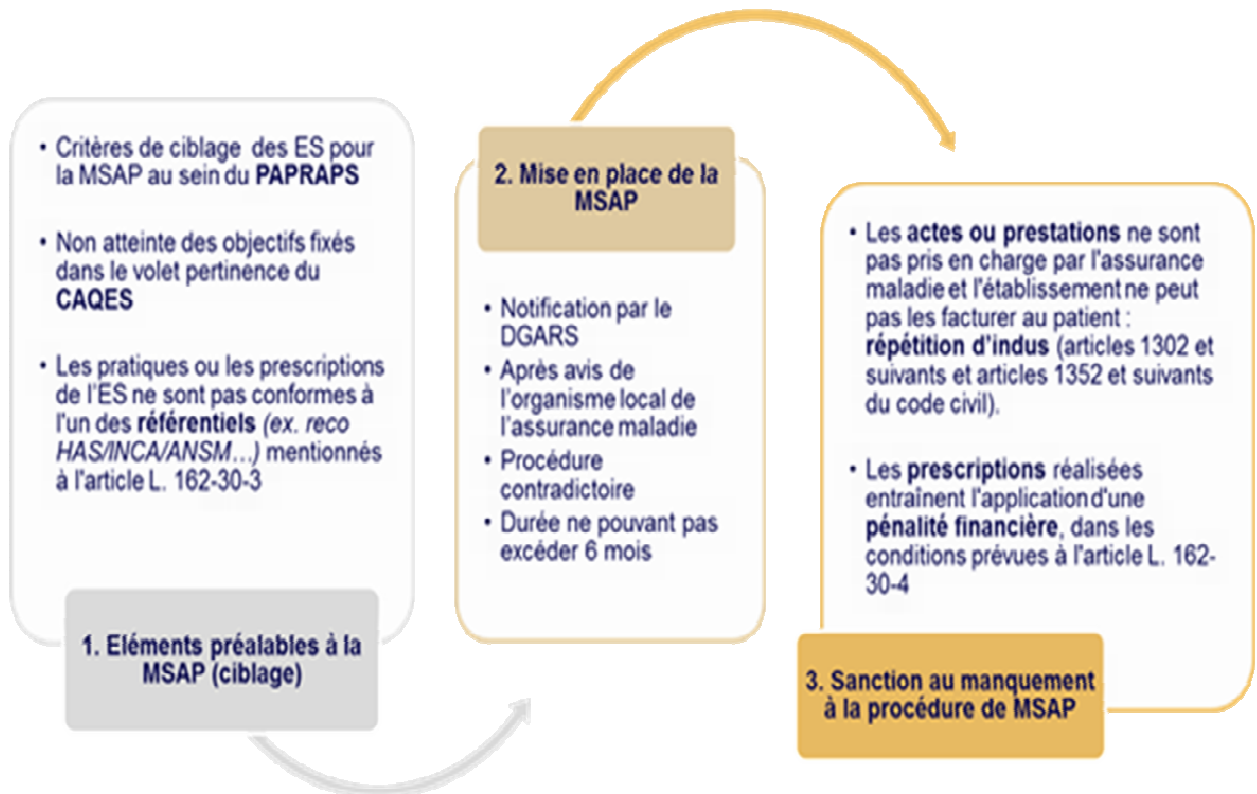 • Critères de ciblage des ES pour
la MSAP au sein du PAPRAPS
• Non atteinte des objectifs fixés
dans le volet pertinence du
CAQES
• Les pratiques ou les prescriptions
de l'ES ne sont pas conformes à
l'un des référentiels (ex. reco
HAS/INCA/ANSM...) mentionnés
à l'article L. 162-30-3
1. Eléments préalables à la
MSAP (ciblage)
2. Mise en place de la
MSAP
• Notification par le
DGARS
• Après avis de
l'organisme local de
l'assurance maladie
• Procédure
contradictoire
• Durée ne pouvant pas
excéder 6 mois
• Les actes ou prestations ne sont
pas pris en charge par l'assurance
maladie et l'établissement ne peut
pas les facturer au patient :
répétition d'indus (articles 1302 et
suivants et articles 1352 et suivants
du code civil).
• Les prescriptions réalisées
entraînent l'application d'une
pénalité financière, dans les
conditions prévues à l'article L. 162-
30-4
3. Sanction au manquement
à la procédure de MSAP